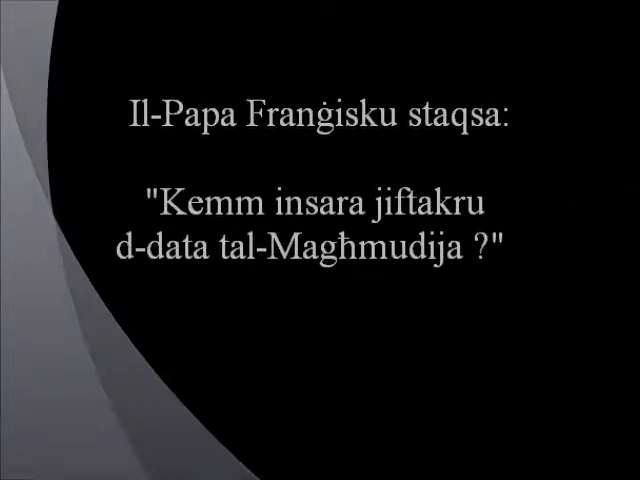 Il-Papa Franġisku staqsa:
"Kemm insara jiftakru
d-data tal-Magħmudija ?"